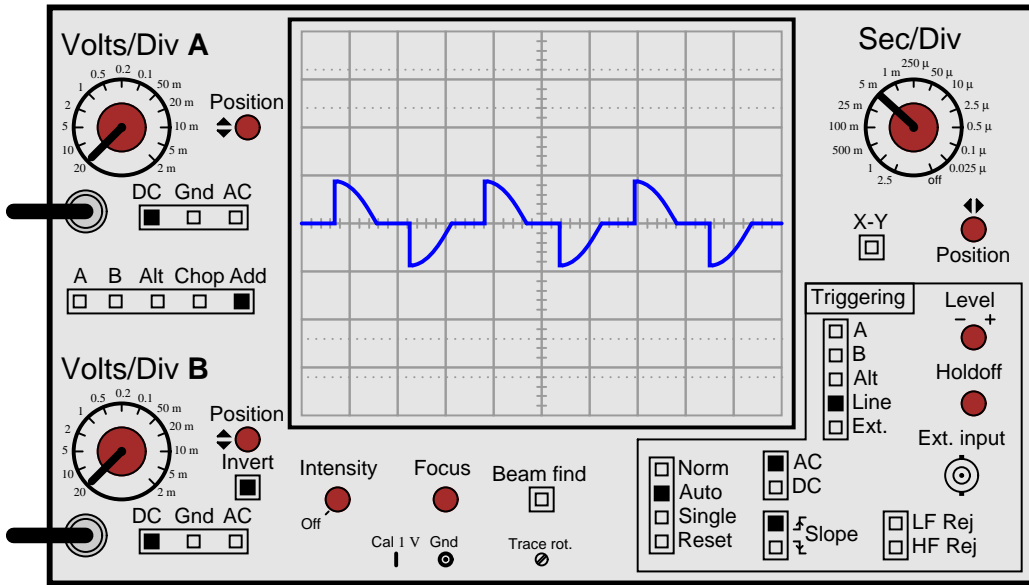 Volts/Div A
20 10 5 2 1 0.5 0.2 0.1 50 m 20 m 10 m 5 m 2 m
Position
DC Gnd AC
A B Alt Chop Add
Volts/Div B
20 10 5 2 1 0.5 0.2 0.1 50 m 20 m 10 m 5 m 2 m
Position
Invert
DC Gnd AC
Intensity
Off
Focus
Beam find
Cal 1 V Gnd
Trace rot.
Sec/Div
2.5 1 500 m 100 m 25 m 5 m 1 m 250 µ 50 µ 10 µ 2.5 µ 0.5 µ 0.1 µ 0.025 µ off
X-Y
Position
Triggering
A
B
Alt
Line
Ext.
Level
− +
Holdoff
Ext. input
Norm
Auto
Single
Reset
AC
DC
Slope
LF Rej
HF Rej